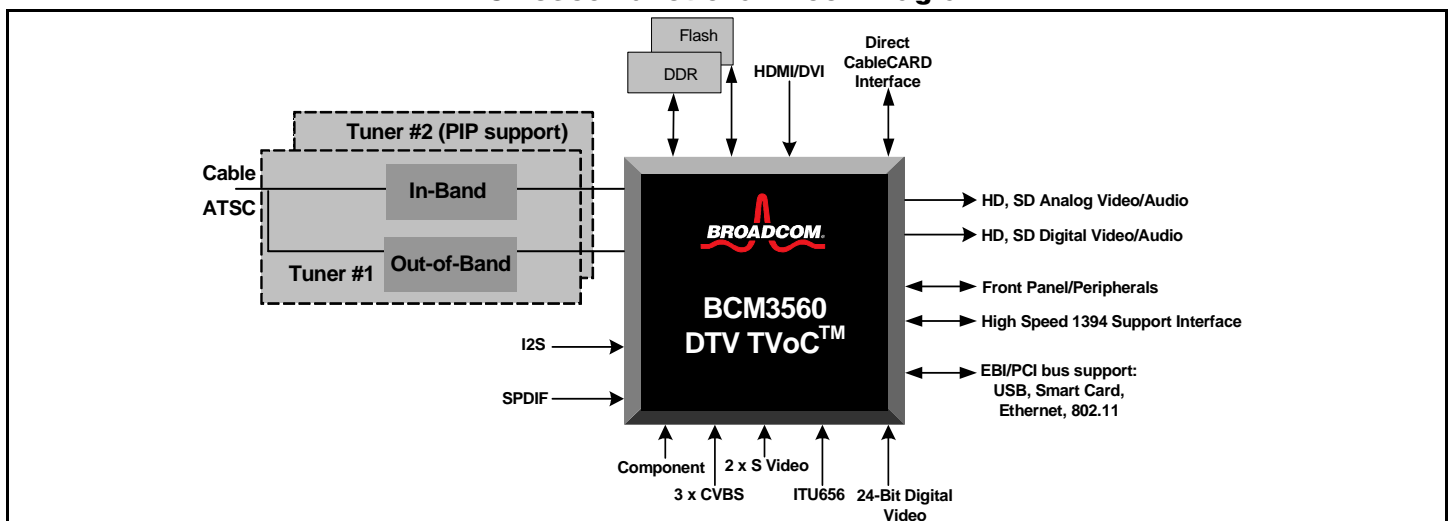 Flash
DDR
HDMI/DVI
Direct
CableCARD
Interface
Tuner #2 (PIP support)
Cable
ATSC
In-Band
Out-of-Band
Tuner #1
BROADCOM.
BCM3560
DTV TVoC™
HD, SD Analog Video/Audio
HD, SD Digital Video/Audio
Front Panel/Peripherals
High Speed 1394 Support Interface
EBI/PCI bus support:
USB, Smart Card,
Ethernet, 802.11
I2S
SPDIF
Component
3 x CVBS
2 x S Video
ITU656
24-Bit Digital
Video